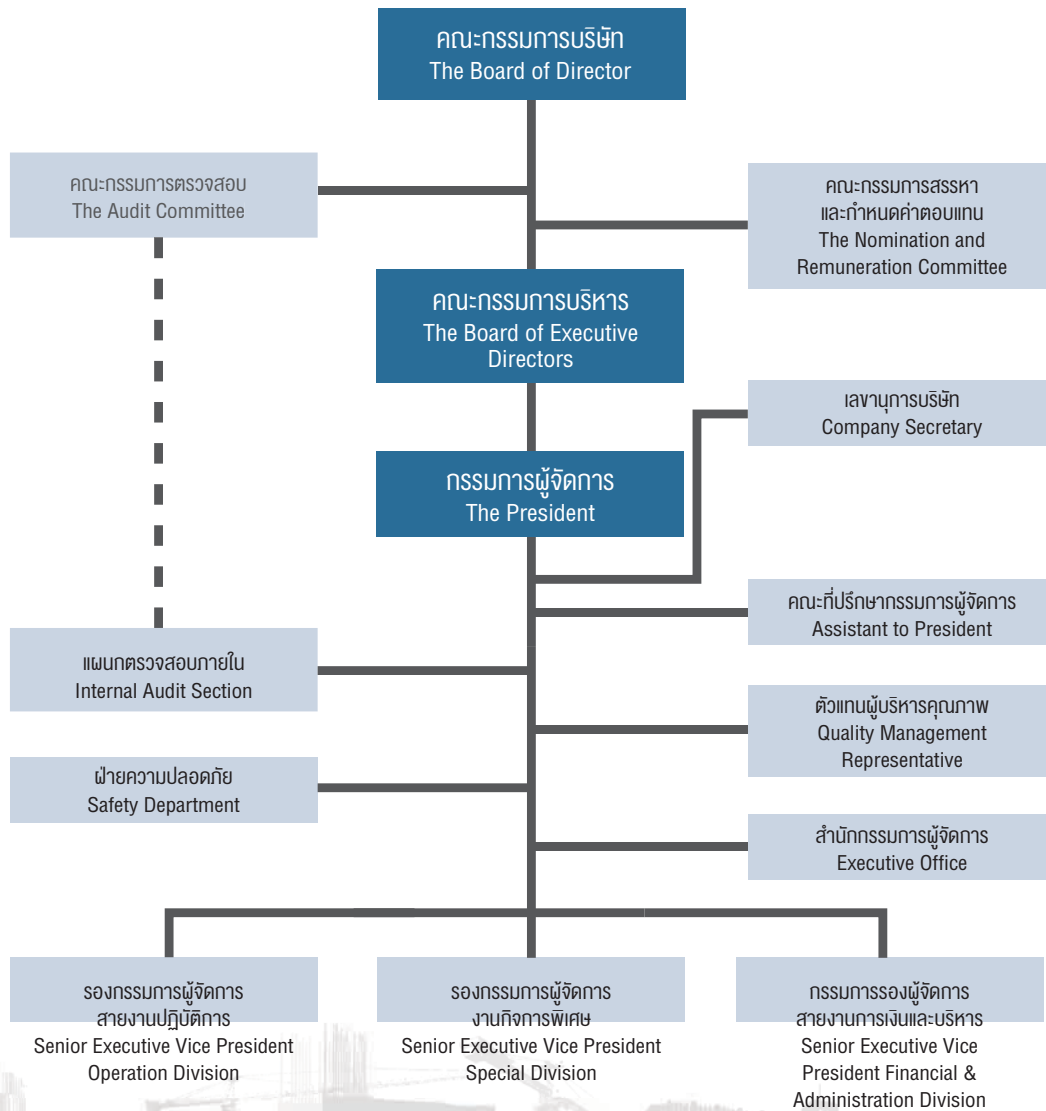 คณะกรรมการบริษัท
The Board of Director
คณะกรรมการตรวจสอบ
The Audit Committee
คณะกรรมการสรรหา
และกำหนดค่าตอบแทน
The Nomination and
Remuneration Committee
คณะกรรมการบริหาร
The Board of Executive
Directors
เลขานุการบริษัท
Company Secretary
กรรมการผู้จัดการ
The President
คณะที่ปรึกษากรรมการผู้จัดการ
Assistant to President
แผนกตรวจสอบภายใน
Internal Audit Section
ตัวแทนผู้บริหารคุณภาพ
Quality Management
Representative
ฝ่ายความปลอดภัย
Safety Department
สำนักกรรมการผู้จัดการ
Executive Office
รองกรรมการผู้จัดการ
สายงานปฏิบัติการ
Senior Executive Vice President
Operation Division
รองกรรมการผู้จัดการ
งานกิจการพิเศษ
Senior Executive Vice President
Special Division
กรรมการรองผู้จัดการ
สายงานการเงินและบริหาร
Senior Executive Vice
President Financial &
Administration Division